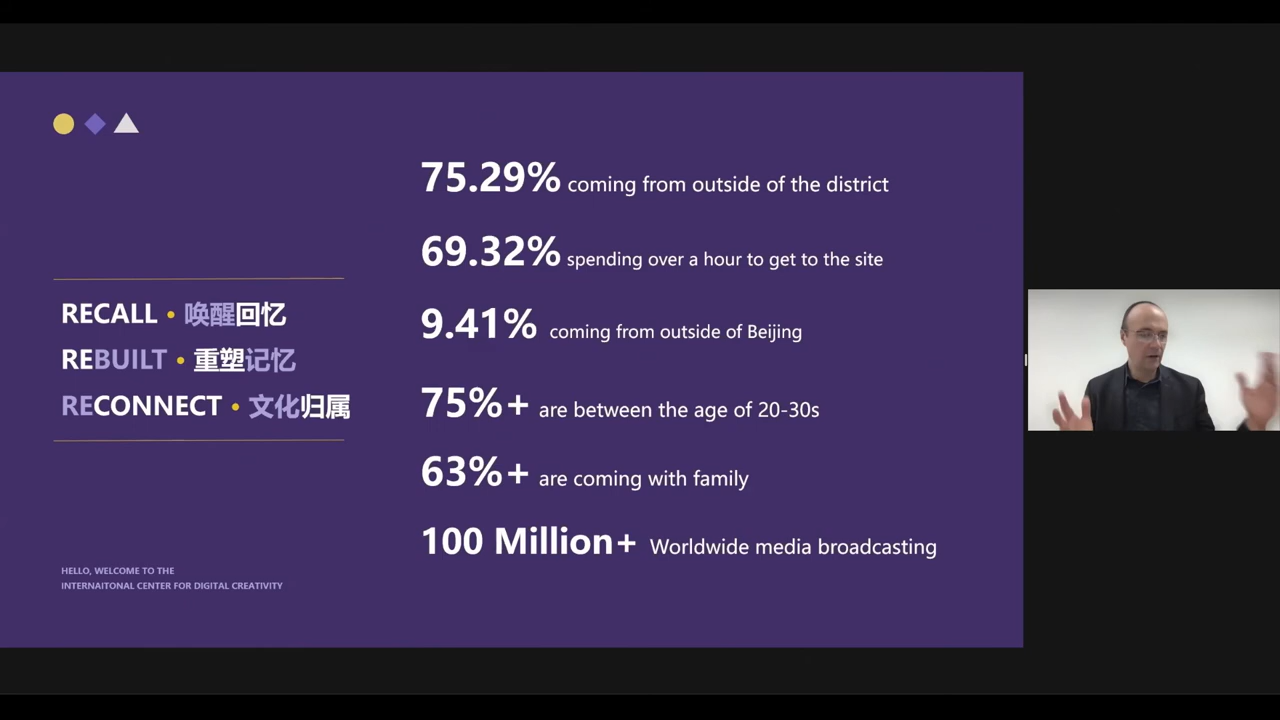 RECALL • 唤醒回忆
REBUILT • 重塑记忆
RECONNECT • 文化归属
HELLO, WELCOME TO THE
INTERNAITONAL CENTER FOR DIGITAL CREATIVITY
75.29% coming from outside of the district
69.32% spending over a hour to get to the site
9.41% coming from outside of Beijing
75%+ are between the age of 20-30s
63%+ are coming with family
100 Million+ Worldwide media broadcasting